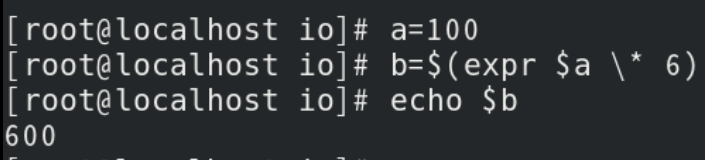 [root@localhost io]# a=100
[root@localhost io]# b=$(expr $a \* 6)
[root@localhost io]# echo $b
600